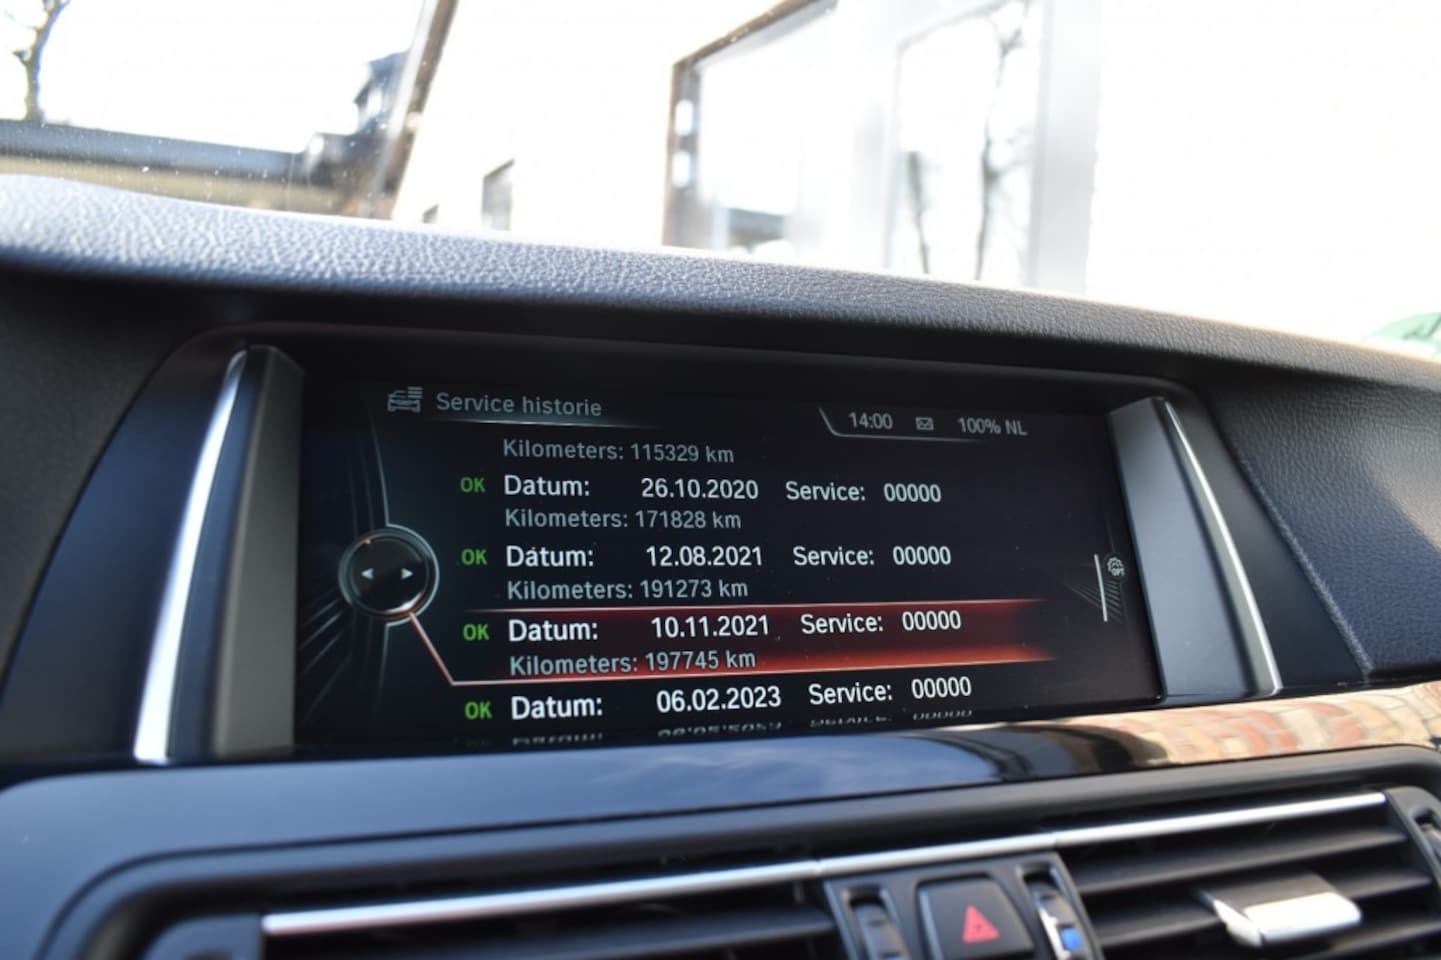 Service historie
14:00 100% NL
Kilometers: 115329 km
OK Datum: 26.10.2020 Service: 00000
Kilometers: 171828 km
OK Datum: 12.08.2021 Service: 00000
Kilometers: 191273 km
OK Datum: 10.11.2021 Service: 00000
Kilometers: 197745 km
OK Datum: 06.02.2023 Service: 00000